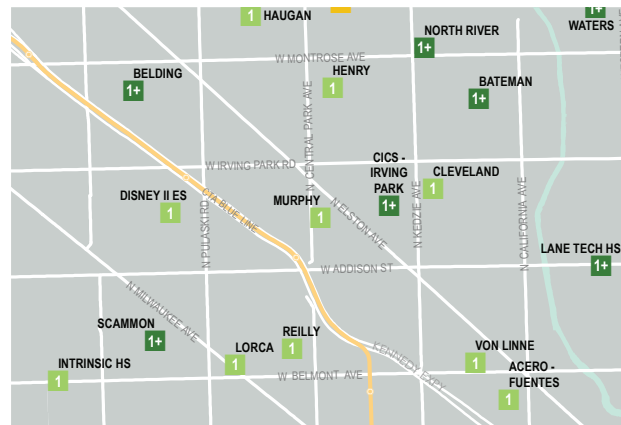 1
HAUGAN
1+
WATERS
NORTH RIVER
1+
W MONTROSE AVE
BELDING
1+
HENRY
1
BATEMAN
1+
N CENTRAL PARK AVE
W IRVING PARK RD
CICS -
IRVING
PARK
1+
CLEVELAND
1
DISNEY II ES
1
CTA BLUE LINE
MURPHY
1
N ELSTON AVE
N PULASKI RD
N KEDZIE AVE
N CALIFORNIA AVE
LANE TECH HS
1+
W ADDISON ST
N MILWAUKEE AVE
SCAMMON
1+
LORCA
1
REILLY
1
KENNEDY EXPY
VON LINNE
1
INTRINSIC HS
1
W BELMONT AVE
ACERO -
FUENTES
1